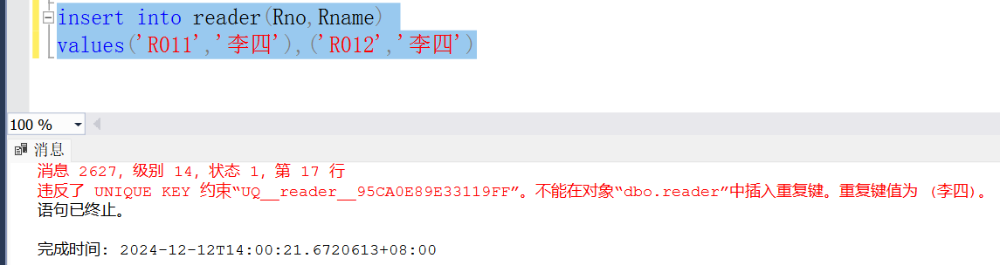 insert into reader(Rno,Rname)
values('R011','李四'),('R012','李四')
100 %
消息
消息 2627, 级别 14, 状态 1, 第 17 行
违反了 UNIQUE KEY 约束“UQ__reader__95CA0E89E33119FF”。不能在对象“dbo.reader”中插入重复键。重复键值为 (李四)。
语句已终止。
完成时间: 2024-12-12T14:00:21.6720613+08:00